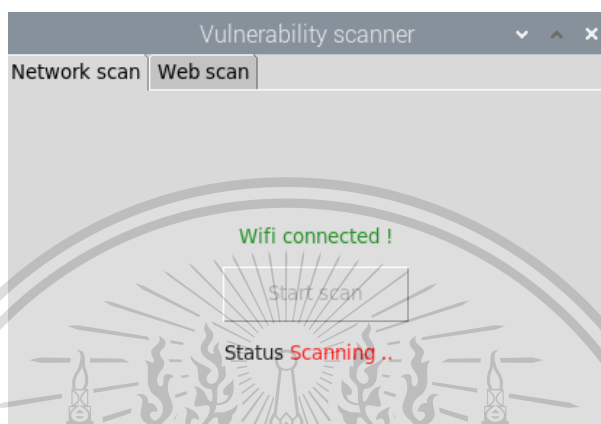 Vulnerability scanner
Network scan Web scan
Wifi connected !
Start scan
Status Scanning ..